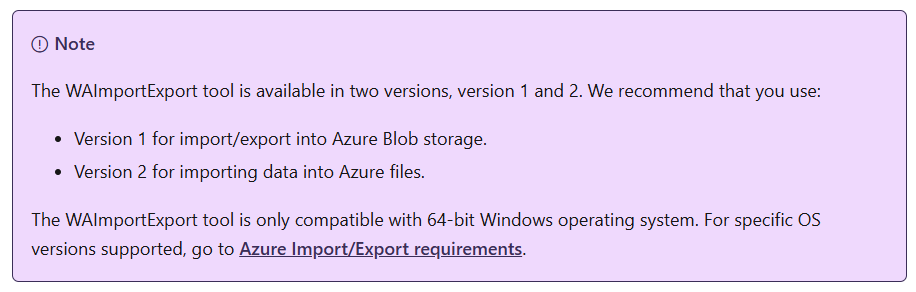 Note
The WAImportExport tool is available in two versions, version 1 and 2. We recommend that you use:
• Version 1 for import/export into Azure Blob storage.
• Version 2 for importing data into Azure files.
The WAImportExport tool is only compatible with 64-bit Windows operating system. For specific OS
versions supported, go to Azure Import/Export requirements.